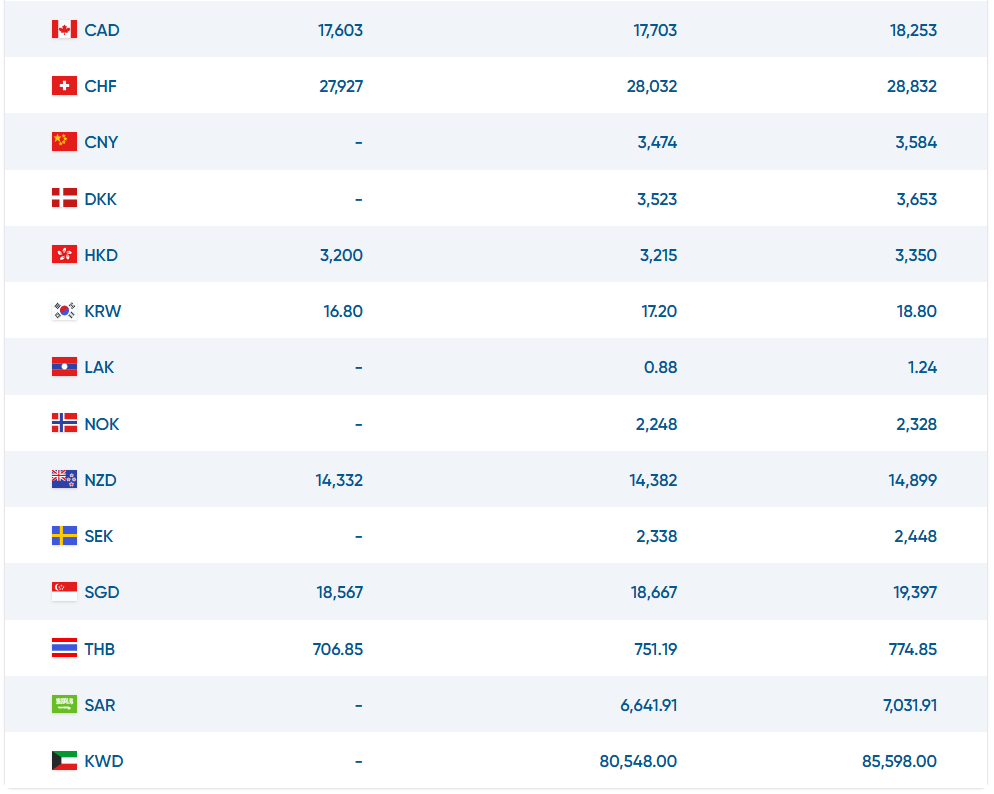 CAD 17,603 17,703 18,253
CHF 27,927 28,032 28,832
CNY - 3,474 3,584
DKK - 3,523 3,653
HKD 3,200 3,215 3,350
KRW 16.80 17.20 18.80
LAK - 0.88 1.24
NOK - 2,248 2,328
NZD 14,332 14,382 14,899
SEK - 2,338 2,448
SGD 18,567 18,667 19,397
THB 706.85 751.19 774.85
SAR - 6,641.91 7,031.91
KWD - 80,548.00 85,598.00